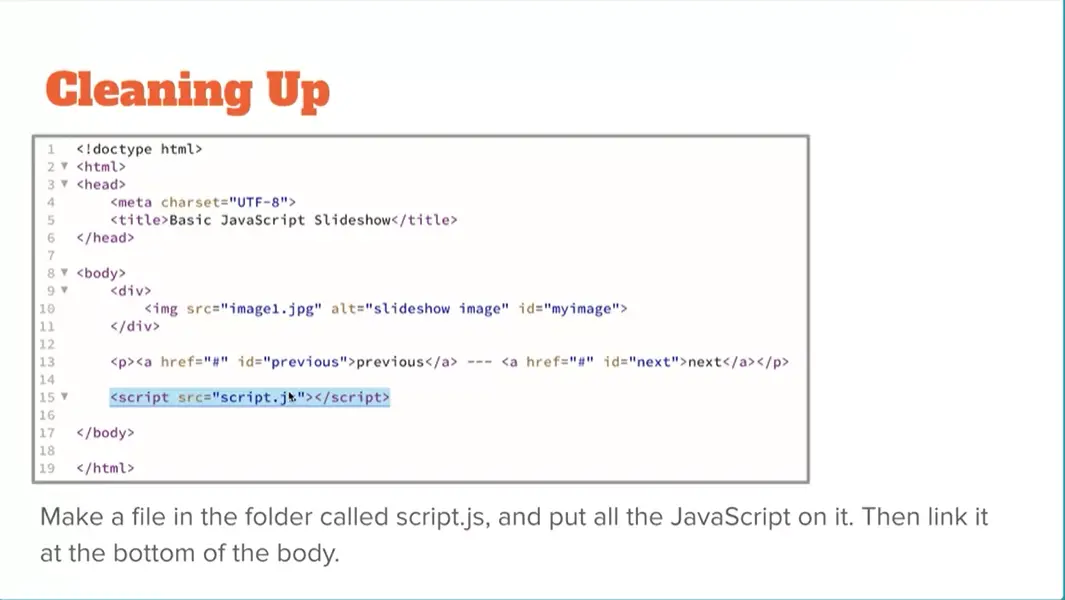 Cleaning Up
1 <!doctype html>
2 <html>
3 <head>
4 <meta charset="UTF-8">
5 <title>Basic JavaScript Slideshow</title>
6 </head>
7
8 <body>
9 <div>
10 <img src="image1.jpg" alt="slideshow image" id="myimage">
11 </div>
12
13 <p><a href="#" id="previous">previous</a> --- <a href="#" id="next">next</a></p>
14
15 <script src="script.js"></script>
16
17 </body>
18
19 </html>
Make a file in the folder called script.js, and put all the JavaScript on it. Then link it
at the bottom of the body.